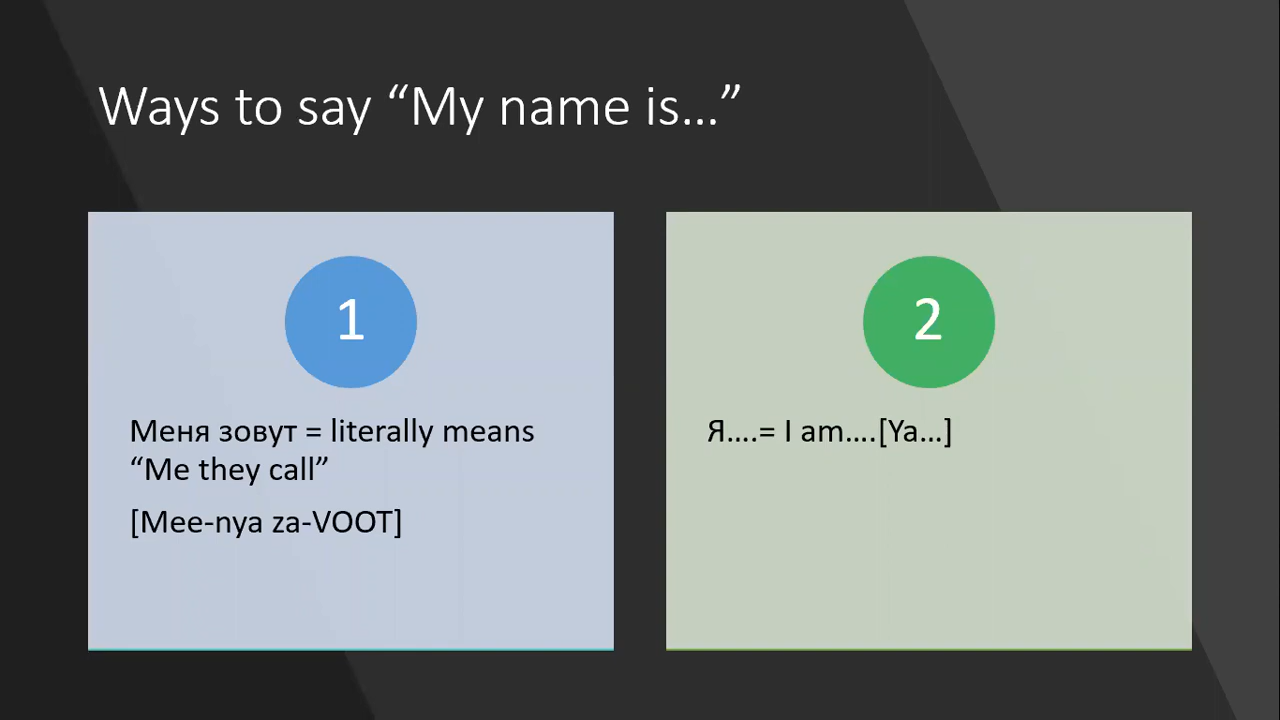 Ways to say “My name is…”
1
Меня зовут = literally means
“Me they call”
[Mee-nya za-VOOT]
2
Я….= I am….[Ya…]